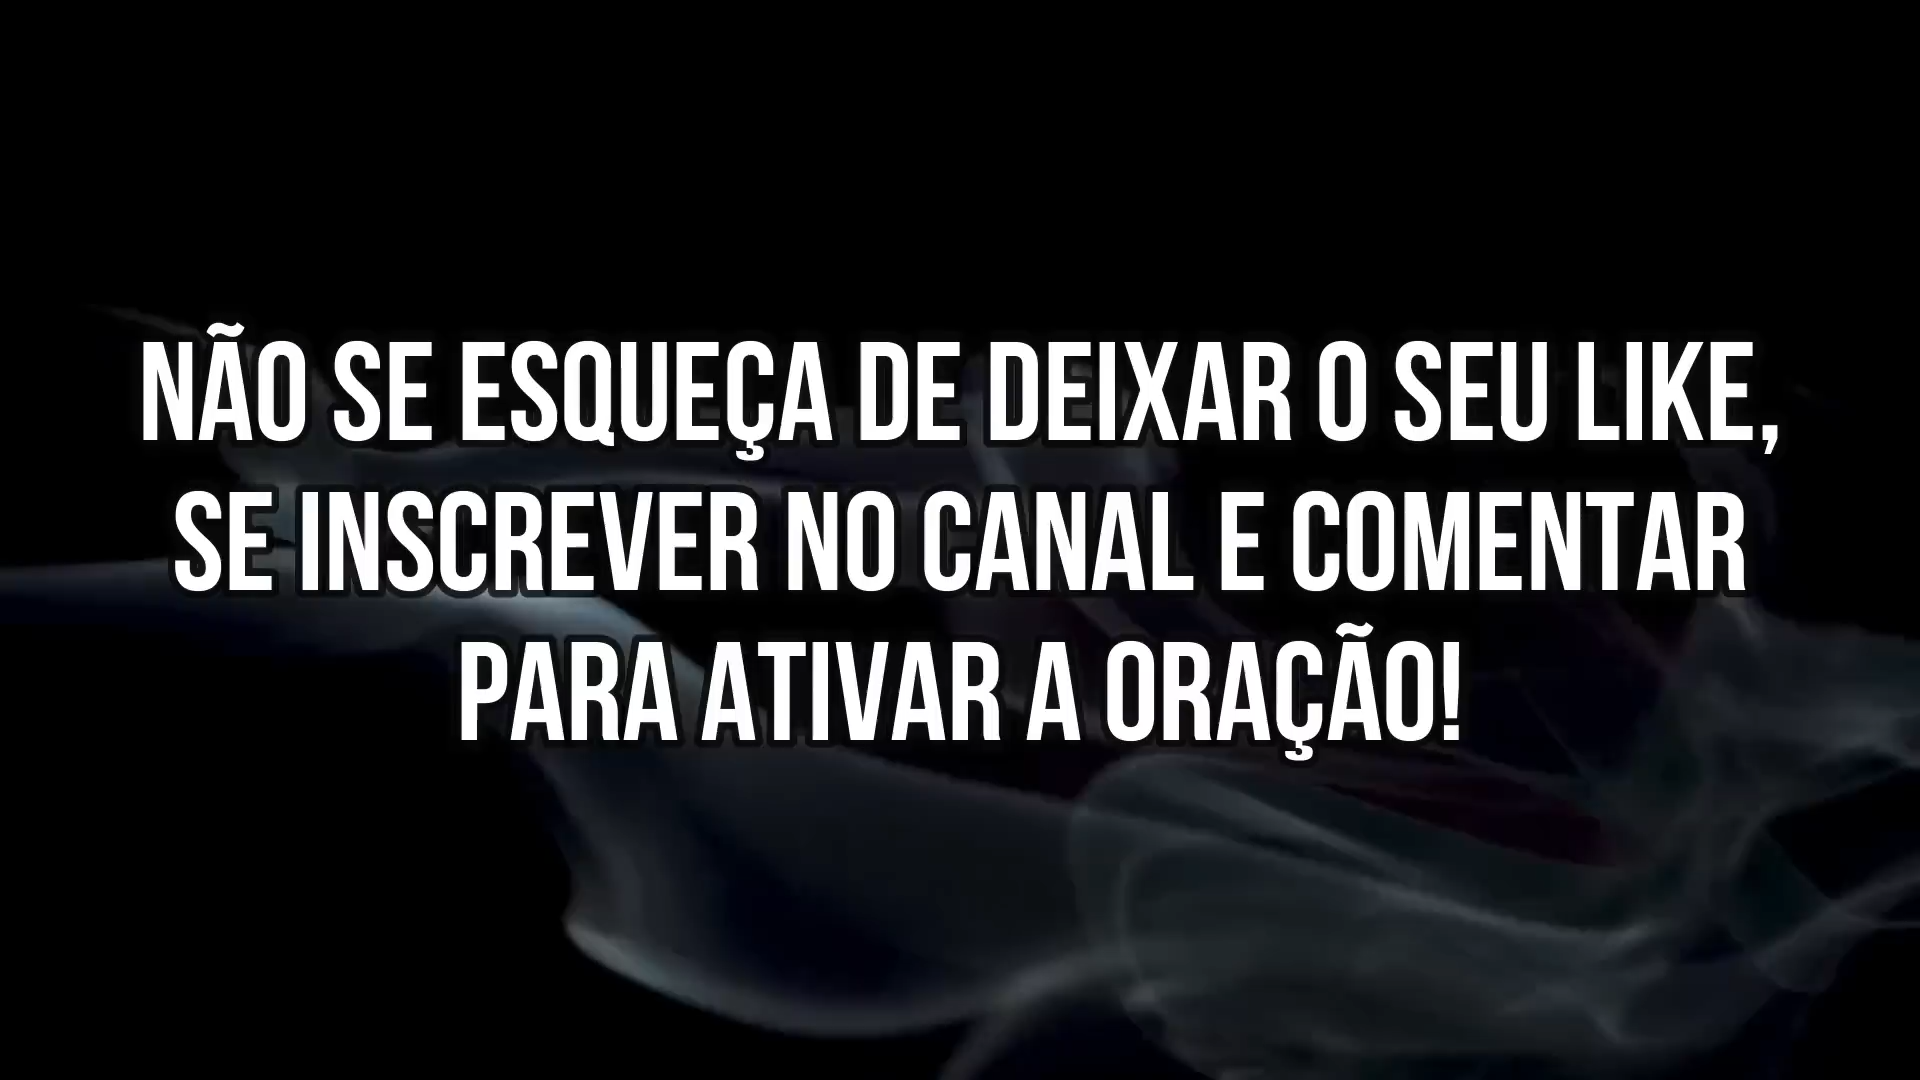 NÃO SE ESQUEÇA DE DEIXAR O SEU LIKE,
SE INSCREVER NO CANAL E COMENTAR
PARA ATIVAR A ORAÇÃO!